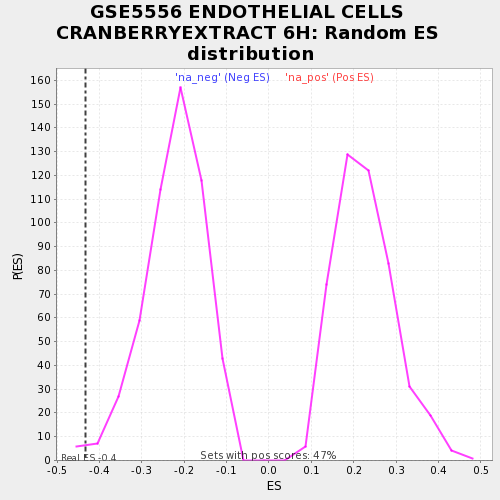 GSE5556 ENDOTHELIAL CELLS
CRANBERRYEXTRACT 6H: Random ES
distribution
'na_neg' (Neg ES) 'na_pos' (Pos ES)
160
150
140
130
120
110
100
90
80
70
60
50
40
30
20
10
0
P(ES)
Real ES -0.4
Sets with pos scores: 47%
-0.5 -0.4 -0.3 -0.2 -0.1 0.0 0.1 0.2 0.3 0.4 0.5
ES